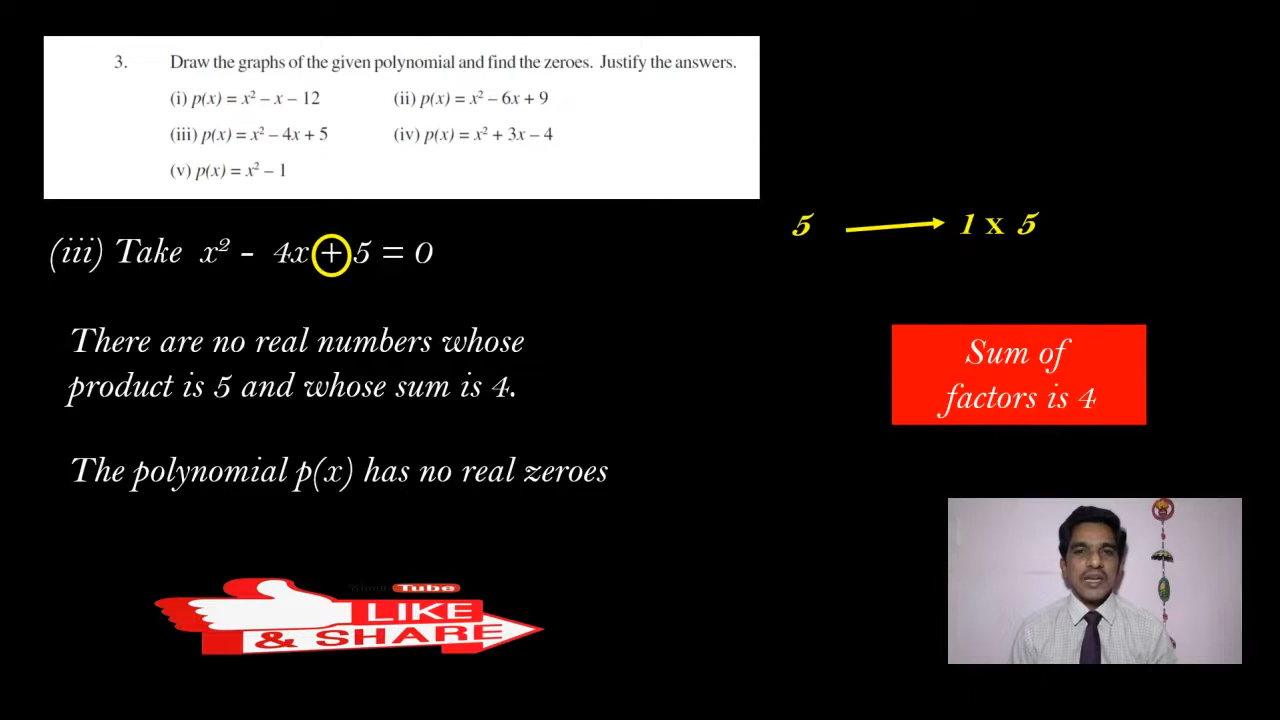 3. Draw the graphs of the given polynomial and find the zeroes. Justify the answers.
(i) p(x) = x² – x – 12 (ii) p(x) = x² – 6x + 9
(iii) p(x) = x² – 4x + 5 (iv) p(x) = x² + 3x – 4
(v) p(x) = x² – 1
5 1 x 5
(iii) Take x² - 4x + 5 = 0
There are no real numbers whose
product is 5 and whose sum is 4.
Sum of
factors is 4
The polynomial p(x) has no real zeroes
Tube
LIKE
& SHARE